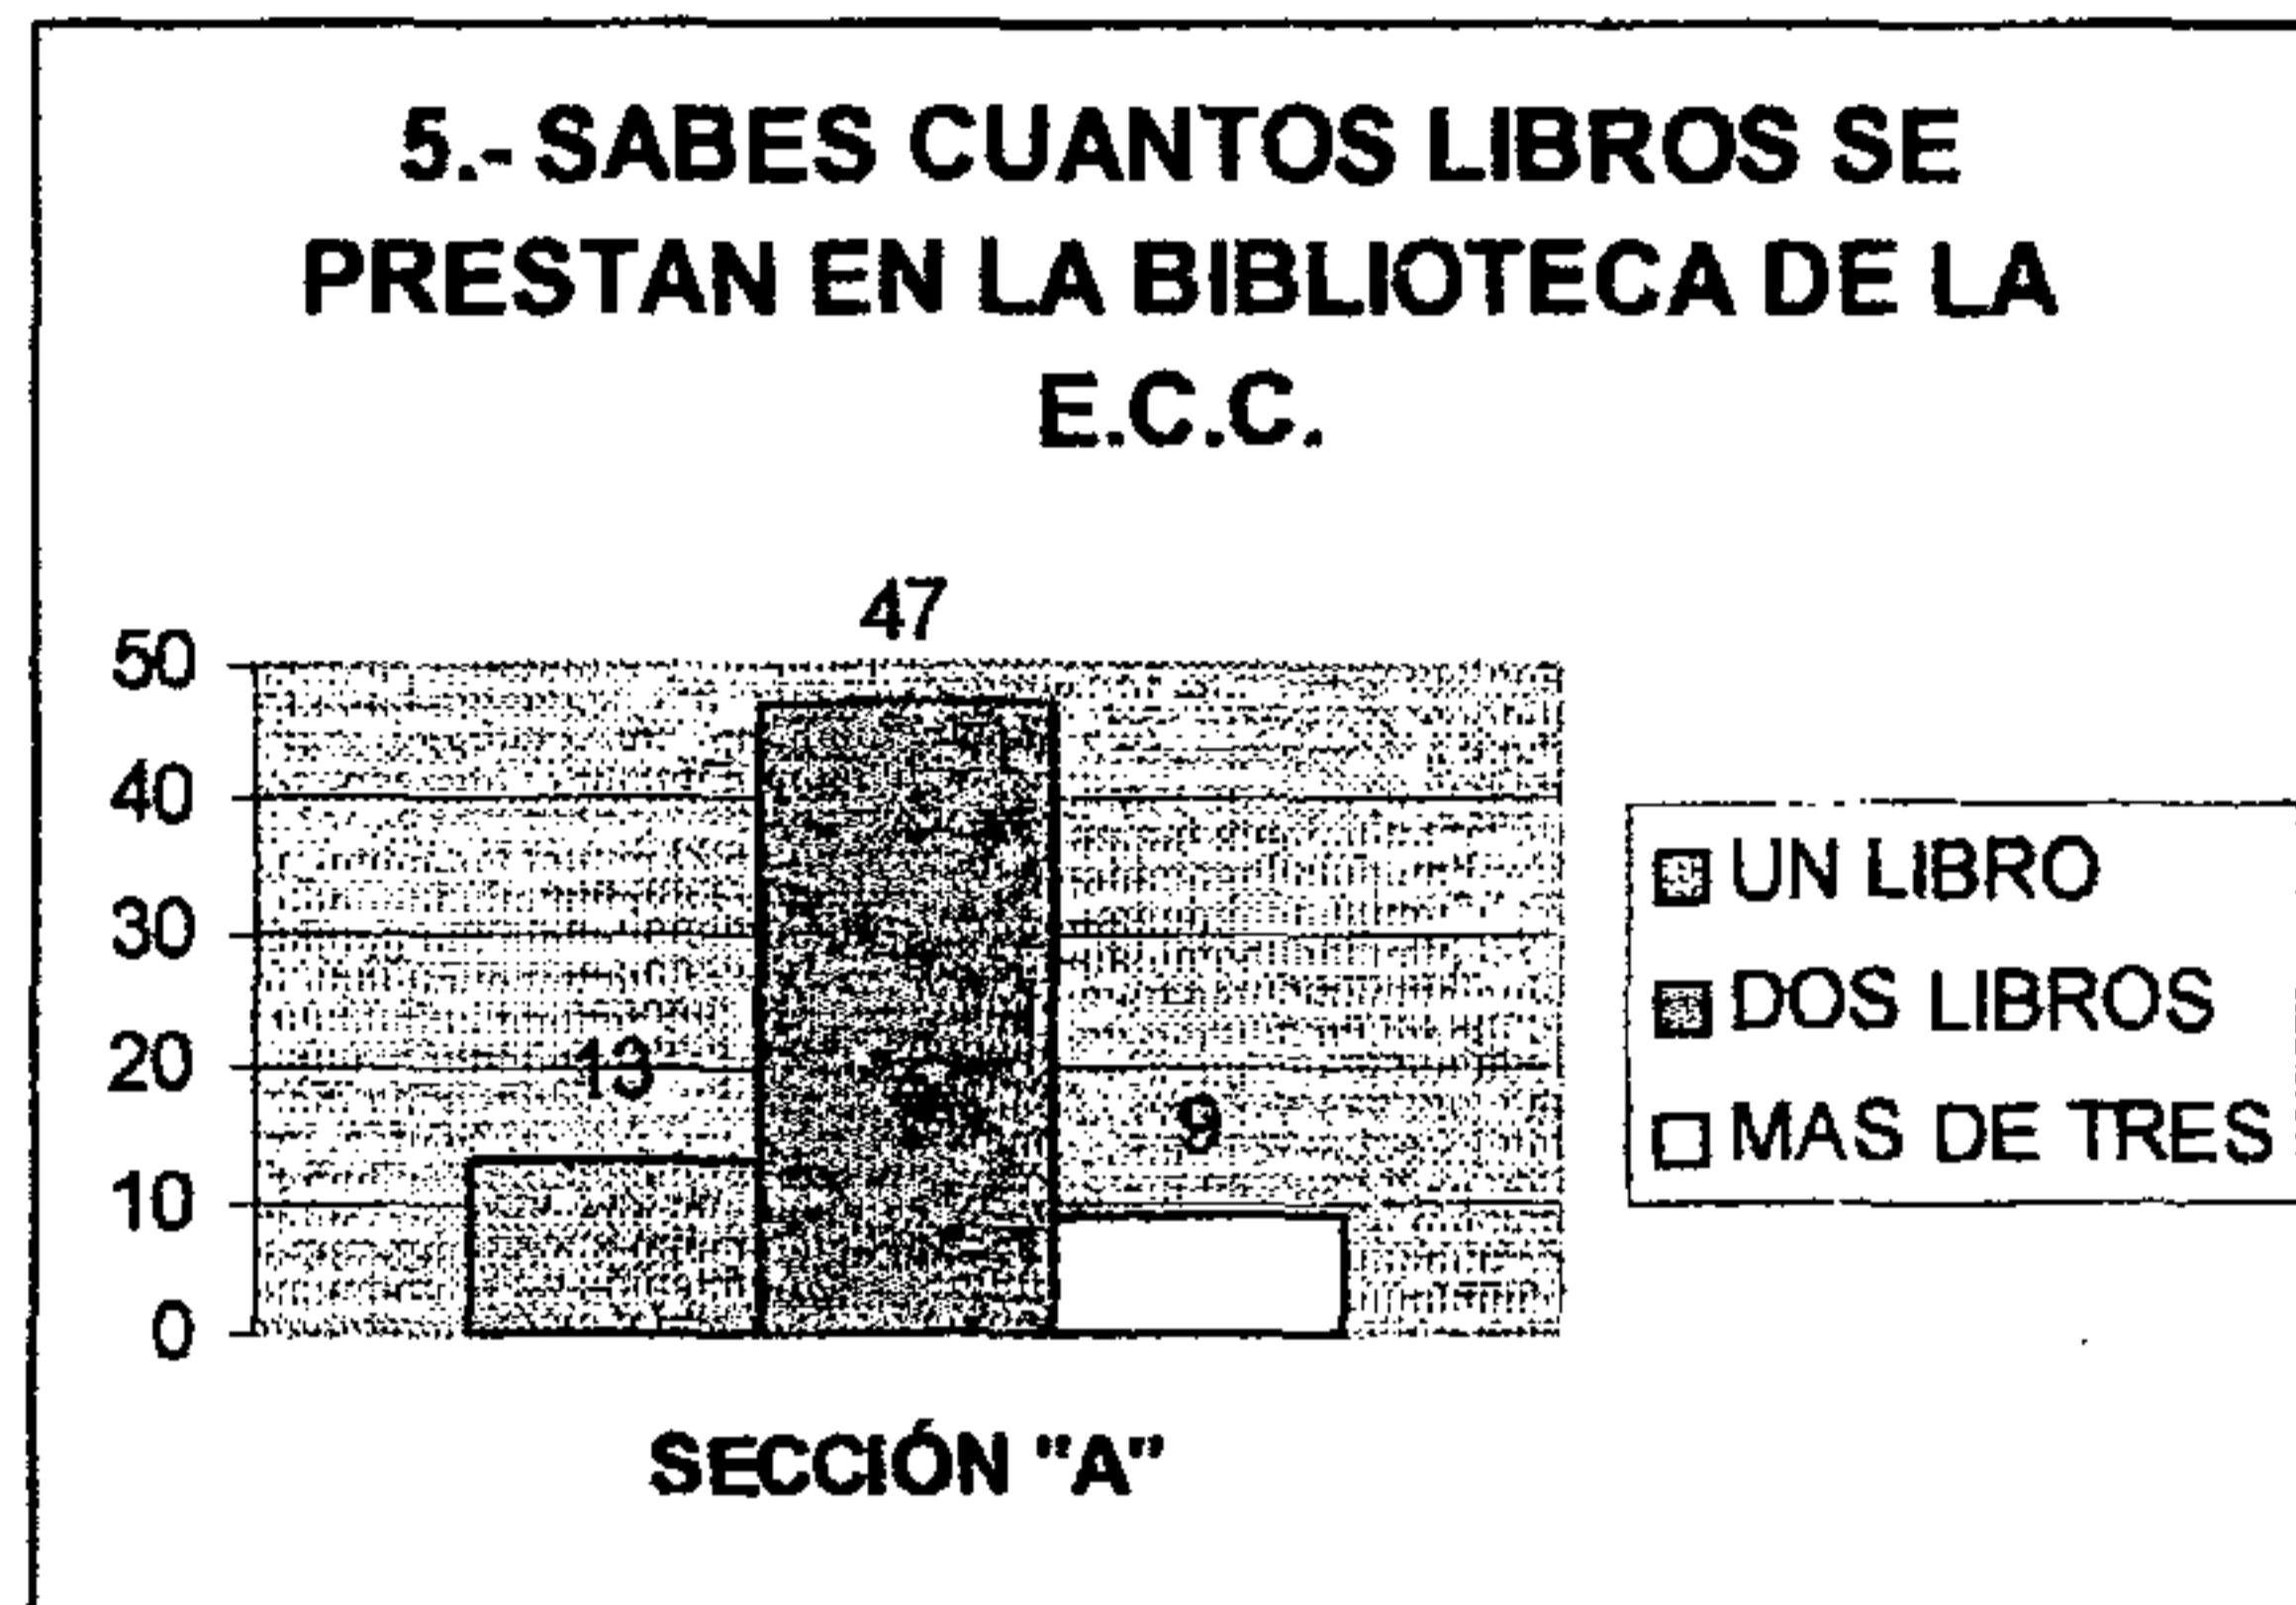 5.- SABES CUANTOS LIBROS SE
PRESTAN EN LA BIBLIOTECA DE LA
E.C.C.
47
50
40
30
20
10
0
13
9
UN LIBRO
DOS LIBROS
MAS DE TRES
SECCIÓN "A"